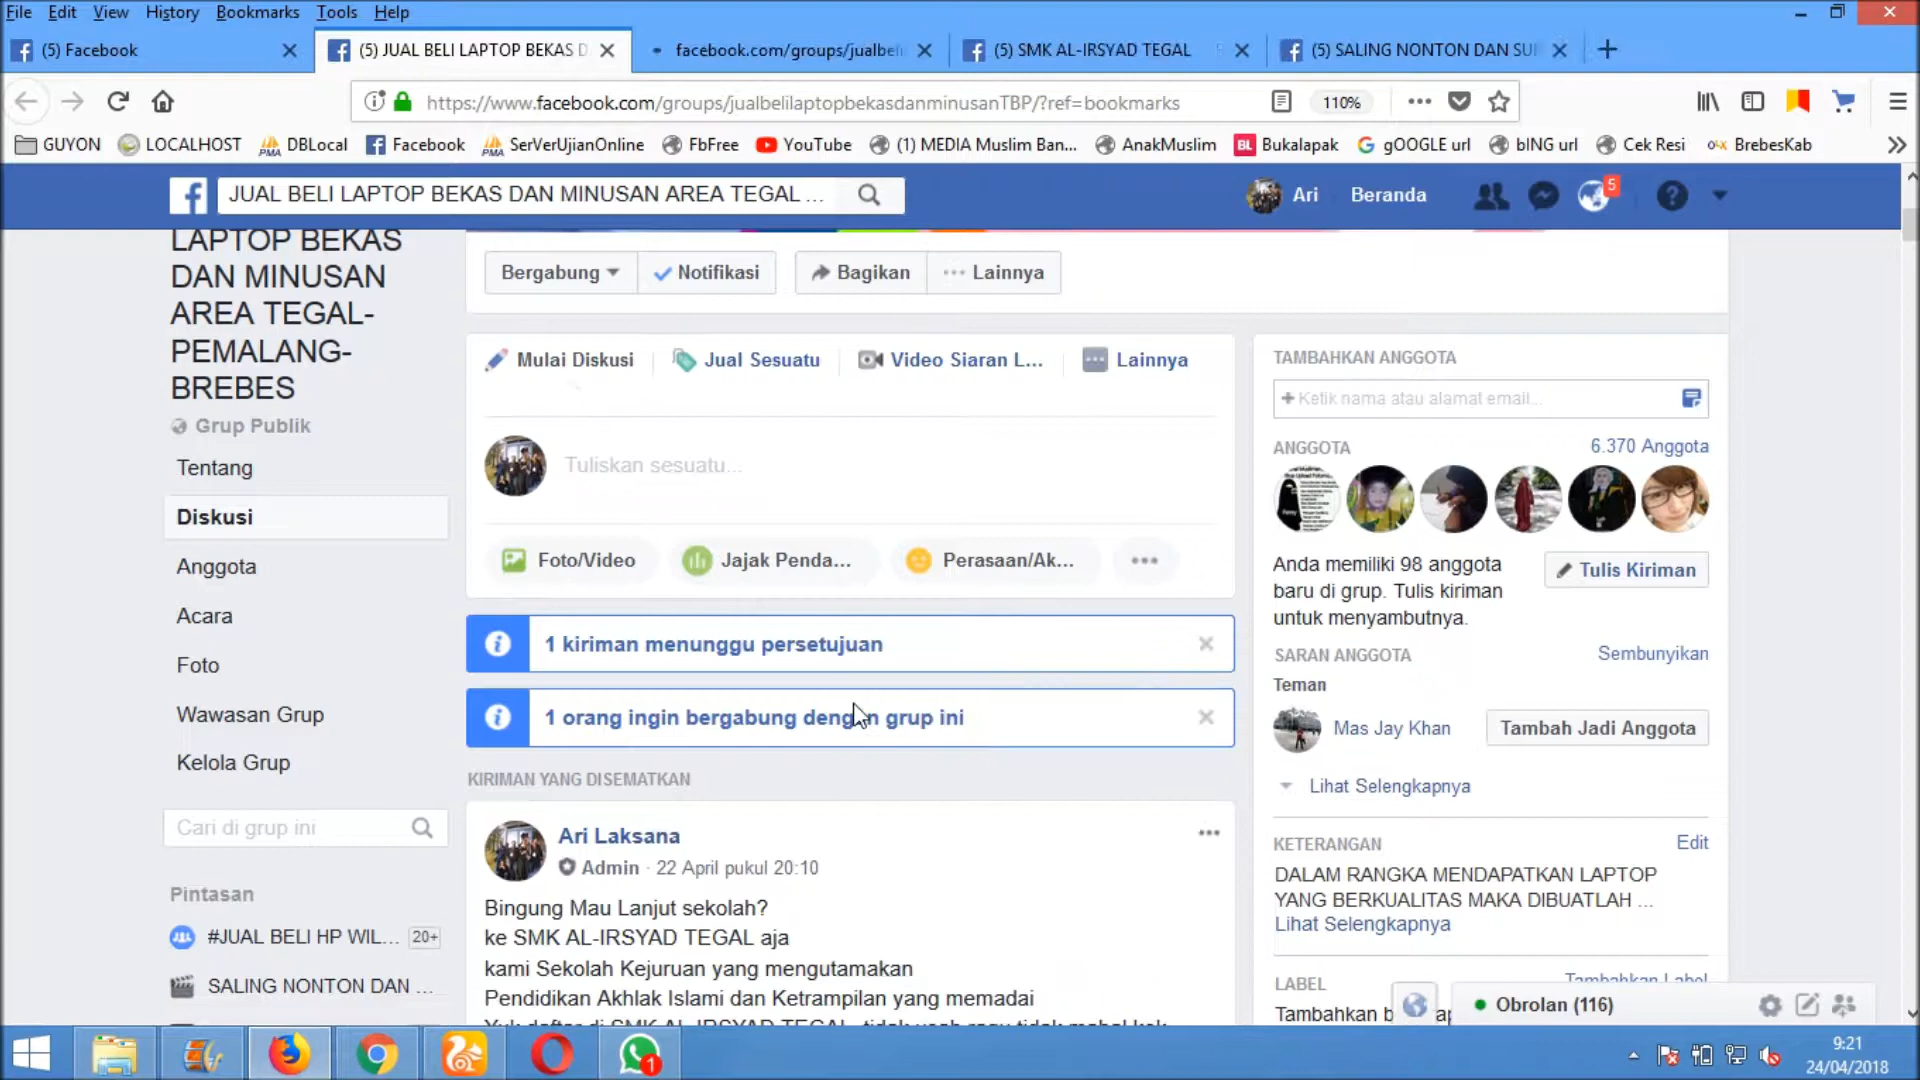 File Edit View History Bookmarks Tools Help
(5) Facebook
(5) JUAL BELI LAPTOP BEKAS D
facebook.com/groups/jualbeli
(5) SMK AL-IRSYAD TEGAL
(5) SALING NONTON DAN SU
https://www.facebook.com/groups/jualbelilaptopbekasdanminusanTBP/?ref=bookmarks
110%
GUYON LOCALHOST DBLocal Facebook SerVerUjianOnline FbFree YouTube (1) MEDIA Muslim Ban... AnakMuslim Bukalapak gOOGLE url bING url Cek Resi BrebesKab
JUAL BELI LAPTOP BEKAS DAN MINUSAN AREA TEGAL ...
Ari Beranda 5
LAPTOP BEKAS
DAN MINUSAN
AREA TEGAL-
PEMALANG-
BREBES
Grup Publik
Tentang
Diskusi
Anggota
Acara
Foto
Wawasan Grup
Kelola Grup
Cari di grup ini
Pintasan
#JUAL BELI HP WIL... 20+
SALING NONTON DAN ...
Bergabung Notifikasi Bagikan Lainnya
Mulai Diskusi Jual Sesuatu Video Siaran L... Lainnya
Tuliskan sesuatu...
Foto/Video Jajak Penda... Perasaan/Ak...
1 kiriman menunggu persetujuan
1 orang ingin bergabung dengan grup ini
KIRIMAN YANG DISEMATKAN
Ari Laksana
Admin · 22 April pukul 20:10
Bingung Mau Lanjut sekolah?
ke SMK AL-IRSYAD TEGAL aja
kami Sekolah Kejuruan yang mengutamakan
Pendidikan Akhlak Islami dan Ketrampilan yang memadai
TAMBAHKAN ANGGOTA
+ Ketik nama atau alamat email...
ANGGOTA 6.370 Anggota
Anda memiliki 98 anggota
baru di grup. Tulis kiriman
untuk menyambutnya.
Tulis Kiriman
SARAN ANGGOTA Sembunyikan
Teman
Mas Jay Khan Tambah Jadi Anggota
Lihat Selengkapnya
KETERANGAN Edit
DALAM RANGKA MENDAPATKAN LAPTOP
YANG BERKUALITAS MAKA DIBUATLAH ...
Lihat Selengkapnya
LABEL Tambahkan Label
Tambahkan
Obrolan (116)
1
9:21
24/04/2018